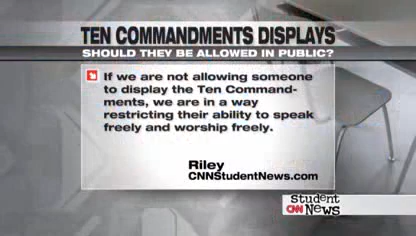 TEN COMMANDMENTS DISPLAYS
SHOULD THEY BE ALLOWED IN PUBLIC?
If we are not allowing someone
to display the Ten Command-
ments, we are in a way
restricting their ability to speak
freely and worship freely.
Riley
CNNStudentNews.com
Student
CNN News